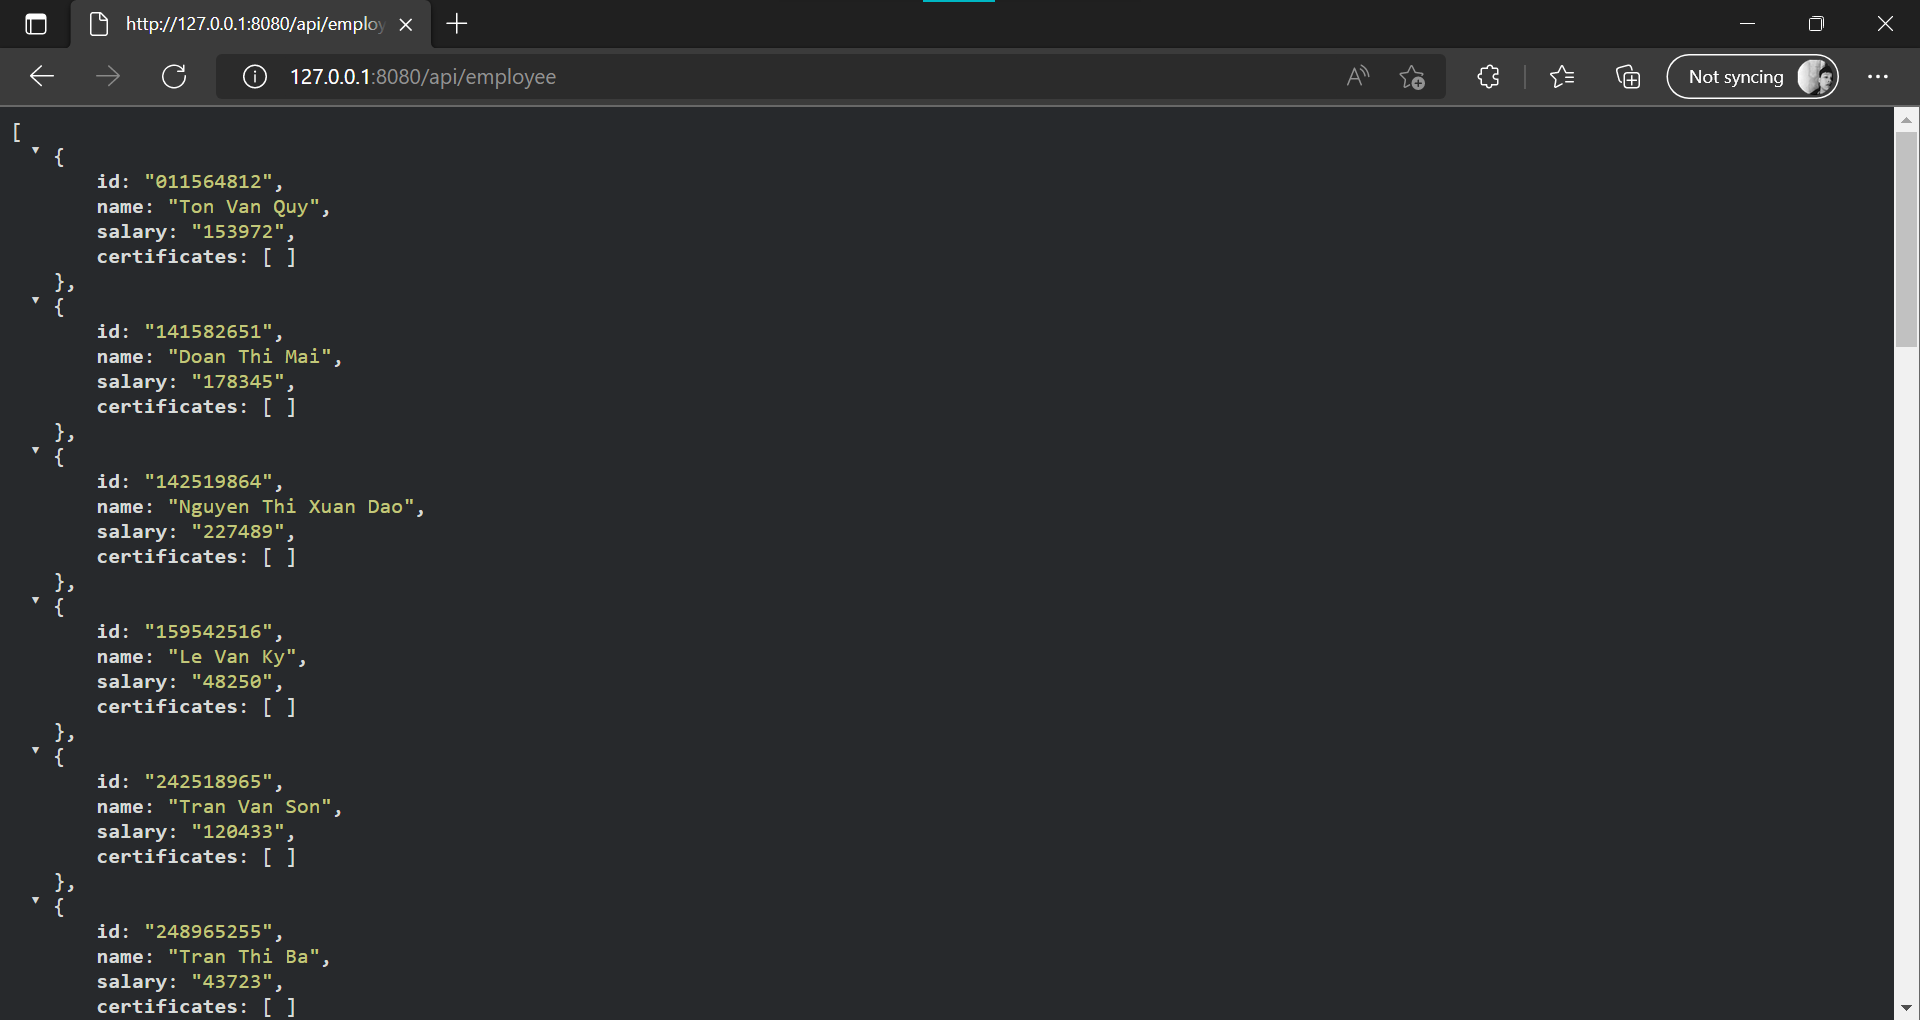 http://127.0.0.1:8080/api/employ
127.0.0.1:8080/api/employee
Not syncing
[
{
id: "011564812",
name: "Ton Van Quy",
salary: "153972",
certificates: [ ]
},
{
id: "141582651",
name: "Doan Thi Mai",
salary: "178345",
certificates: [ ]
},
{
id: "142519864",
name: "Nguyen Thi Xuan Dao",
salary: "227489",
certificates: [ ]
},
{
id: "159542516",
name: "Le Van Ky",
salary: "48250",
certificates: [ ]
},
{
id: "242518965",
name: "Tran Van Son",
salary: "120433",
certificates: [ ]
},
{
id: "248965255",
name: "Tran Thi Ba",
salary: "43723",
certificates: [ ]